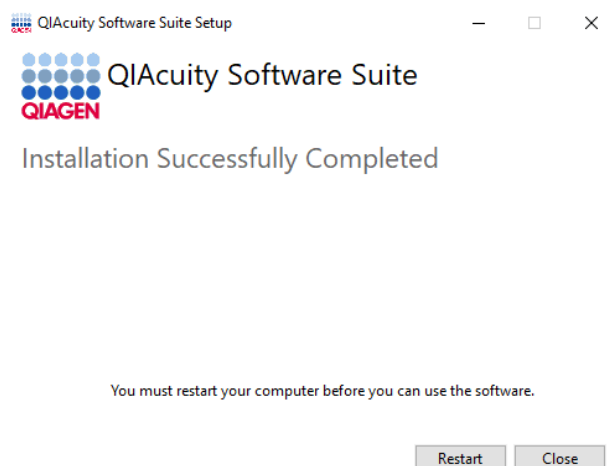 QIAcuity Software Suite Setup
QIAcuity Software Suite
QIAGEN
Installation Successfully Completed
You must restart your computer before you can use the software.
Restart
Close